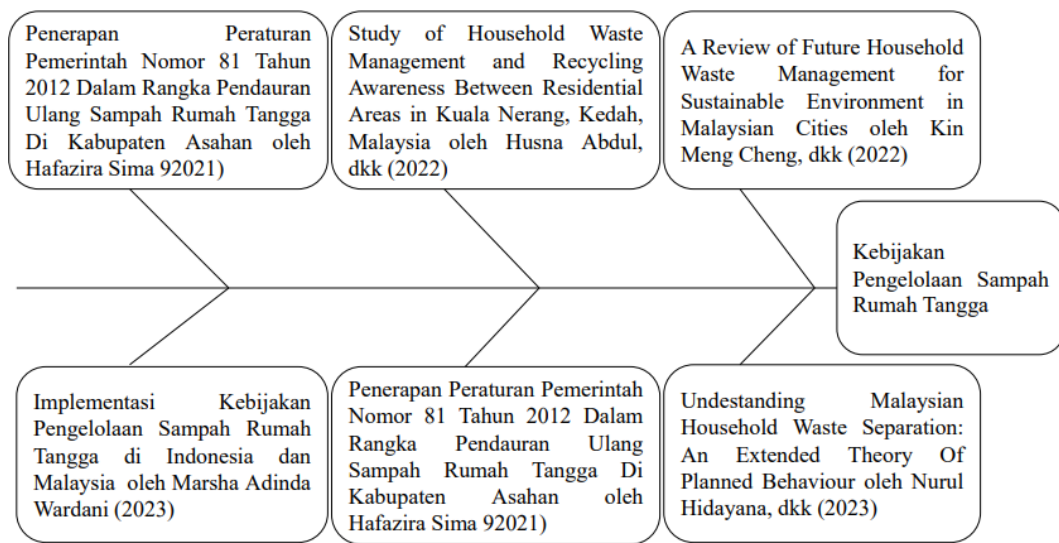 Penerapan Peraturan
Pemerintah Nomor 81 Tahun
2012 Dalam Rangka Pendauran
Ulang Sampah Rumah Tangga
Di Kabupaten Asahan oleh
Hafazira Sima 92021)
Study of Household Waste
Management and Recycling
Awareness Between Residential
Areas in Kuala Nerang, Kedah,
Malaysia oleh Husna Abdul,
dkk (2022)
A Review of Future Household
Waste Management for
Sustainable Environment in
Malaysian Cities oleh Kin
Meng Cheng, dkk (2022)
Kebijakan
Pengelolaan Sampah
Rumah Tangga
Implementasi Kebijakan
Pengelolaan Sampah Rumah
Tangga di Indonesia dan
Malaysia oleh Marsha Adinda
Wardani (2023)
Penerapan Peraturan Pemerintah
Nomor 81 Tahun 2012 Dalam
Rangka Pendauran Ulang
Sampah Rumah Tangga Di
Kabupaten Asahan oleh
Hafazira Sima 92021)
Undestanding Malaysian
Household Waste Separation:
An Extended Theory Of
Planned Behaviour oleh Nurul
Hidayana, dkk (2023)